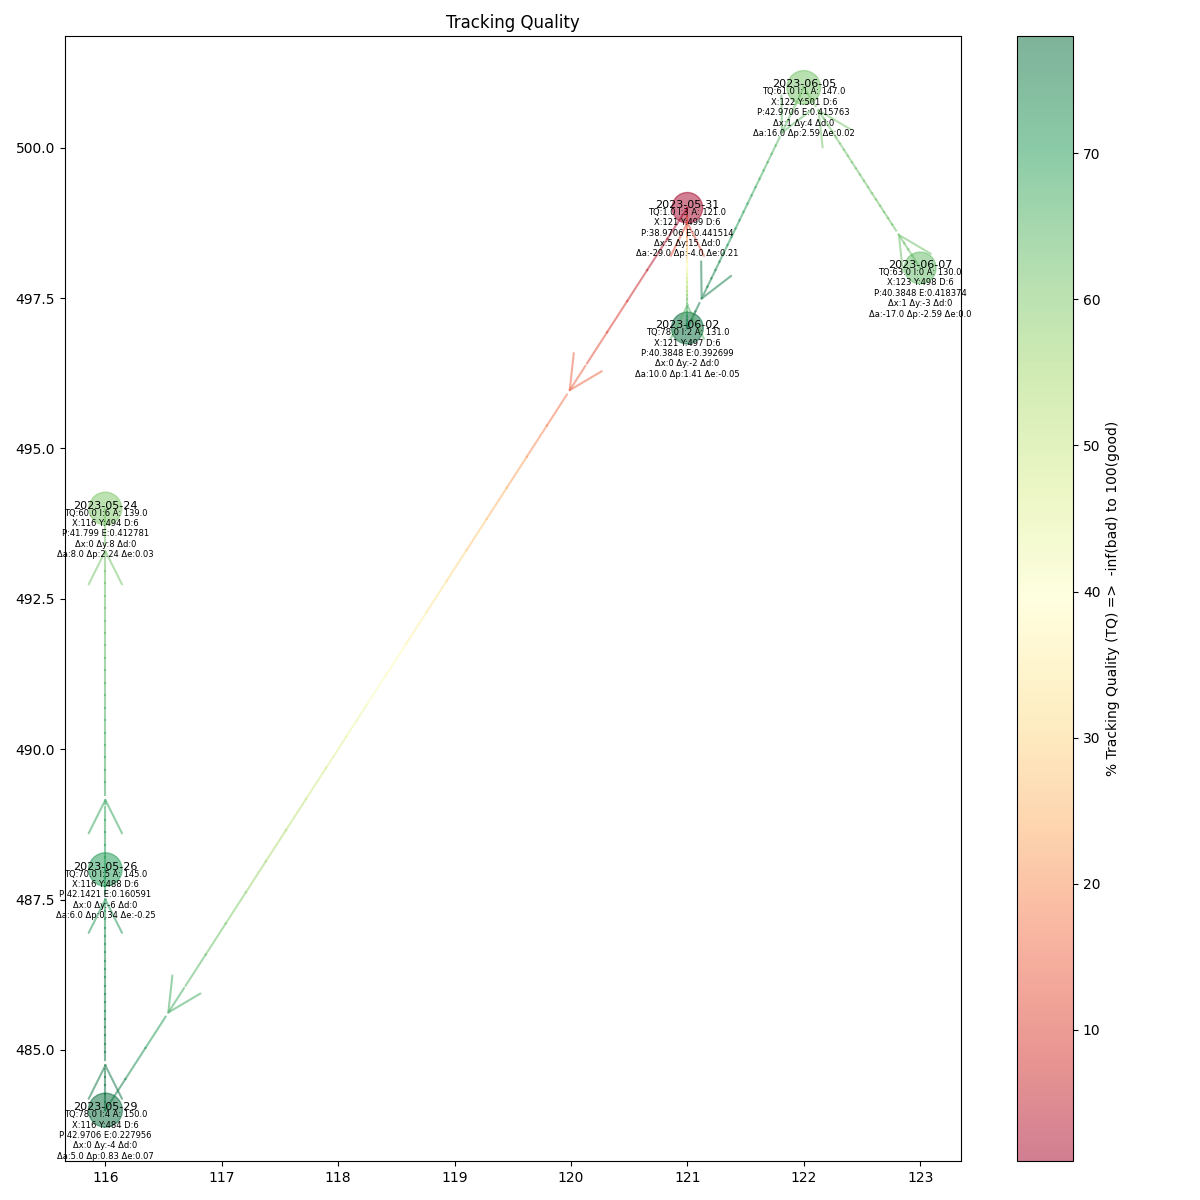 Tracking Quality
2023-06-05
TQ:61.0 I:1 A: 147.0
X:122 Y:501 D:6
P:42.9706 E:0.415763
Δx:1 Δy:4 Δd:0
Δa:16.0 Δp:2.59 Δe:0.02
2023-05-31
TQ:1.0 I:3 A: 121.0
X:121 Y:499 D:6
P:38.9706 E:0.441514
Δx:5 Δy:15 Δd:0
Δa:-29.0 Δp:-4.0 Δe:0.21
2023-06-07
TQ:63.0 I:0 A: 130.0
X:123 Y:498 D:6
P:40.3848 E:0.418374
Δx:1 Δy:-3 Δd:0
Δa:-17.0 Δp:-2.59 Δe:0.0
2023-06-02
TQ:78.0 I:2 A: 131.0
X:121 Y:497 D:6
P:40.3848 E:0.392699
Δx:0 Δy:-2 Δd:0
Δa:10.0 Δp:1.41 Δe:-0.05
2023-05-24
TQ:60.0 I:6 A: 139.0
X:116 Y:494 D:6
P:41.799 E:0.412781
Δx:0 Δy:8 Δd:0
Δa:8.0 Δp:2.24 Δe:0.03
2023-05-26
TQ:70.0 I:5 A: 145.0
X:116 Y:488 D:6
P:42.1421 E:0.160591
Δx:0 Δy:-6 Δd:0
Δa:6.0 Δp:0.34 Δe:-0.25
2023-05-29
TQ:78.0 I:4 A: 150.0
X:116 Y:484 D:6
P:42.9706 E:0.227956
Δx:0 Δy:-4 Δd:0
Δa:5.0 Δp:0.83 Δe:0.07
500.0
497.5
495.0
492.5
490.0
487.5
485.0
116
117
118
119
120
121
122
123
70
60
50
40
30
20
10
% Tracking Quality (TQ) => -inf(bad) to 100(good)